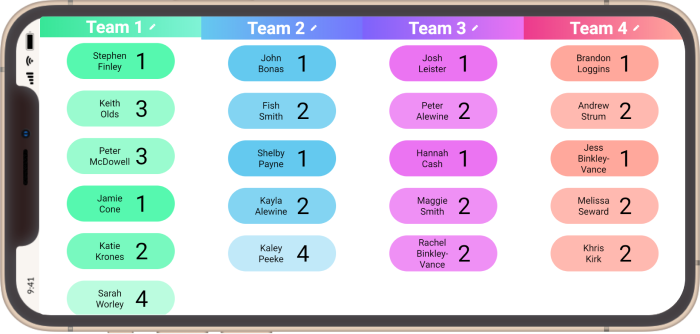 Team 1
Stephen
Finley
1
Keith
Olds
3
Peter
McDowell
3
Jamie
Cone
1
Katie
Krones
2
Sarah
Worley
4
Team 2
John
Bonas
1
Fish
Smith
2
Shelby
Payne
1
Kayla
Alewine
2
Kaley
Peeke
4
Team 3
Josh
Leister
1
Peter
Alewine
2
Hannah
Cash
1
Maggie
Smith
2
Rachel
Binkley-
Vance
2
Team 4
Brandon
Loggins
1
Andrew
Strum
2
Jess
Binkley-
Vance
1
Melissa
Seward
2
Khris
Kirk
2
9:41